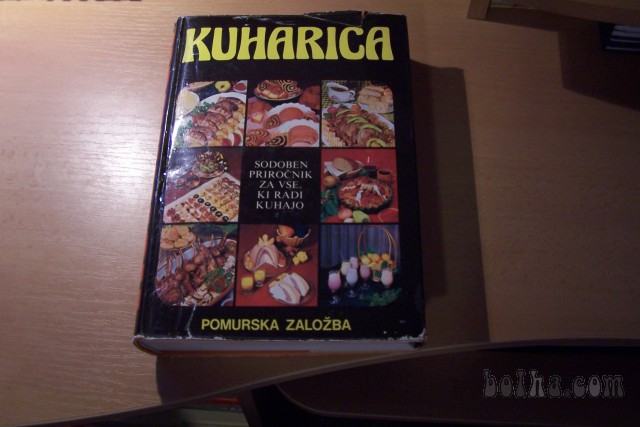 KUHARICA
SODOBEN
PRIROČNIK
ZA VSE,
KI RADI
KUHAJO
POMURSKA ZALOŽBA
bolha.com